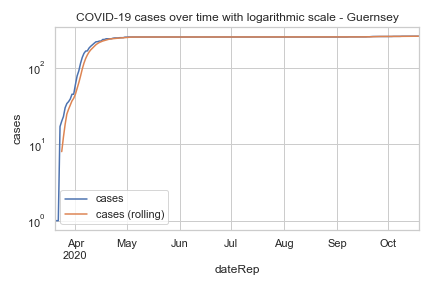 COVID-19 cases over time with logarithmic scale - Guernsey
cases
10²
10¹
10⁰
cases
cases (rolling)
Apr May Jun Jul Aug Sep Oct
2020
dateRep